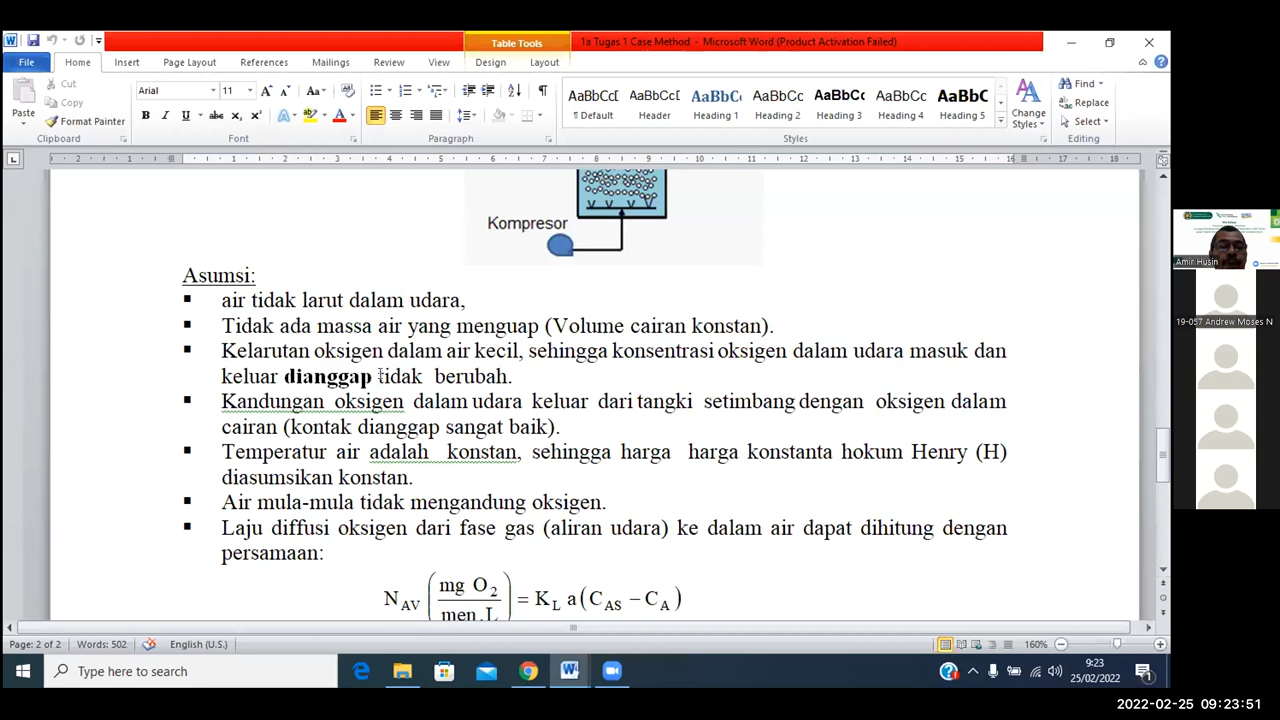 1a Tugas 1 Case Method - Microsoft Word (Product Activation Failed)
Table Tools
File Home Insert Page Layout References Mailings Review View Design Layout
Cut
Copy
Format Painter
Paste
Clipboard
Arial 11
Font
Paragraph
AaBbCcDd AaBbCcI AaBbCc AaBbCc AaBbCc AaBbCc AaBbC
¶ Default Header Heading 1 Heading 2 Heading 3 Heading 4 Heading 5
Styles
Change Styles
Find
Replace
Select
Editing
Kompresor
Asumsi:
air tidak larut dalam udara,
Tidak ada massa air yang menguap (Volume cairan konstan).
Kelarutan oksigen dalam air kecil, sehingga konsentrasi oksigen dalam udara masuk dan
keluar dianggap tidak berubah.
Kandungan oksigen dalam udara keluar dari tangki setimbang dengan oksigen dalam
cairan (kontak dianggap sangat baik).
Temperatur air adalah konstan, sehingga harga harga konstanta hokum Henry (H)
diasumsikan konstan.
Air mula-mula tidak mengandung oksigen.
Laju diffusi oksigen dari fase gas (aliran udara) ke dalam air dapat dihitung dengan
persamaan:
N AV (mg O2 / men.L) = K L a (C AS − C A)
Page: 2 of 2 Words: 502 English (U.S.) 160%
Type here to search
9:23
25/02/2022
Amir Husin
19-057 Andrew Moses N
2022-02-25 09:23:51